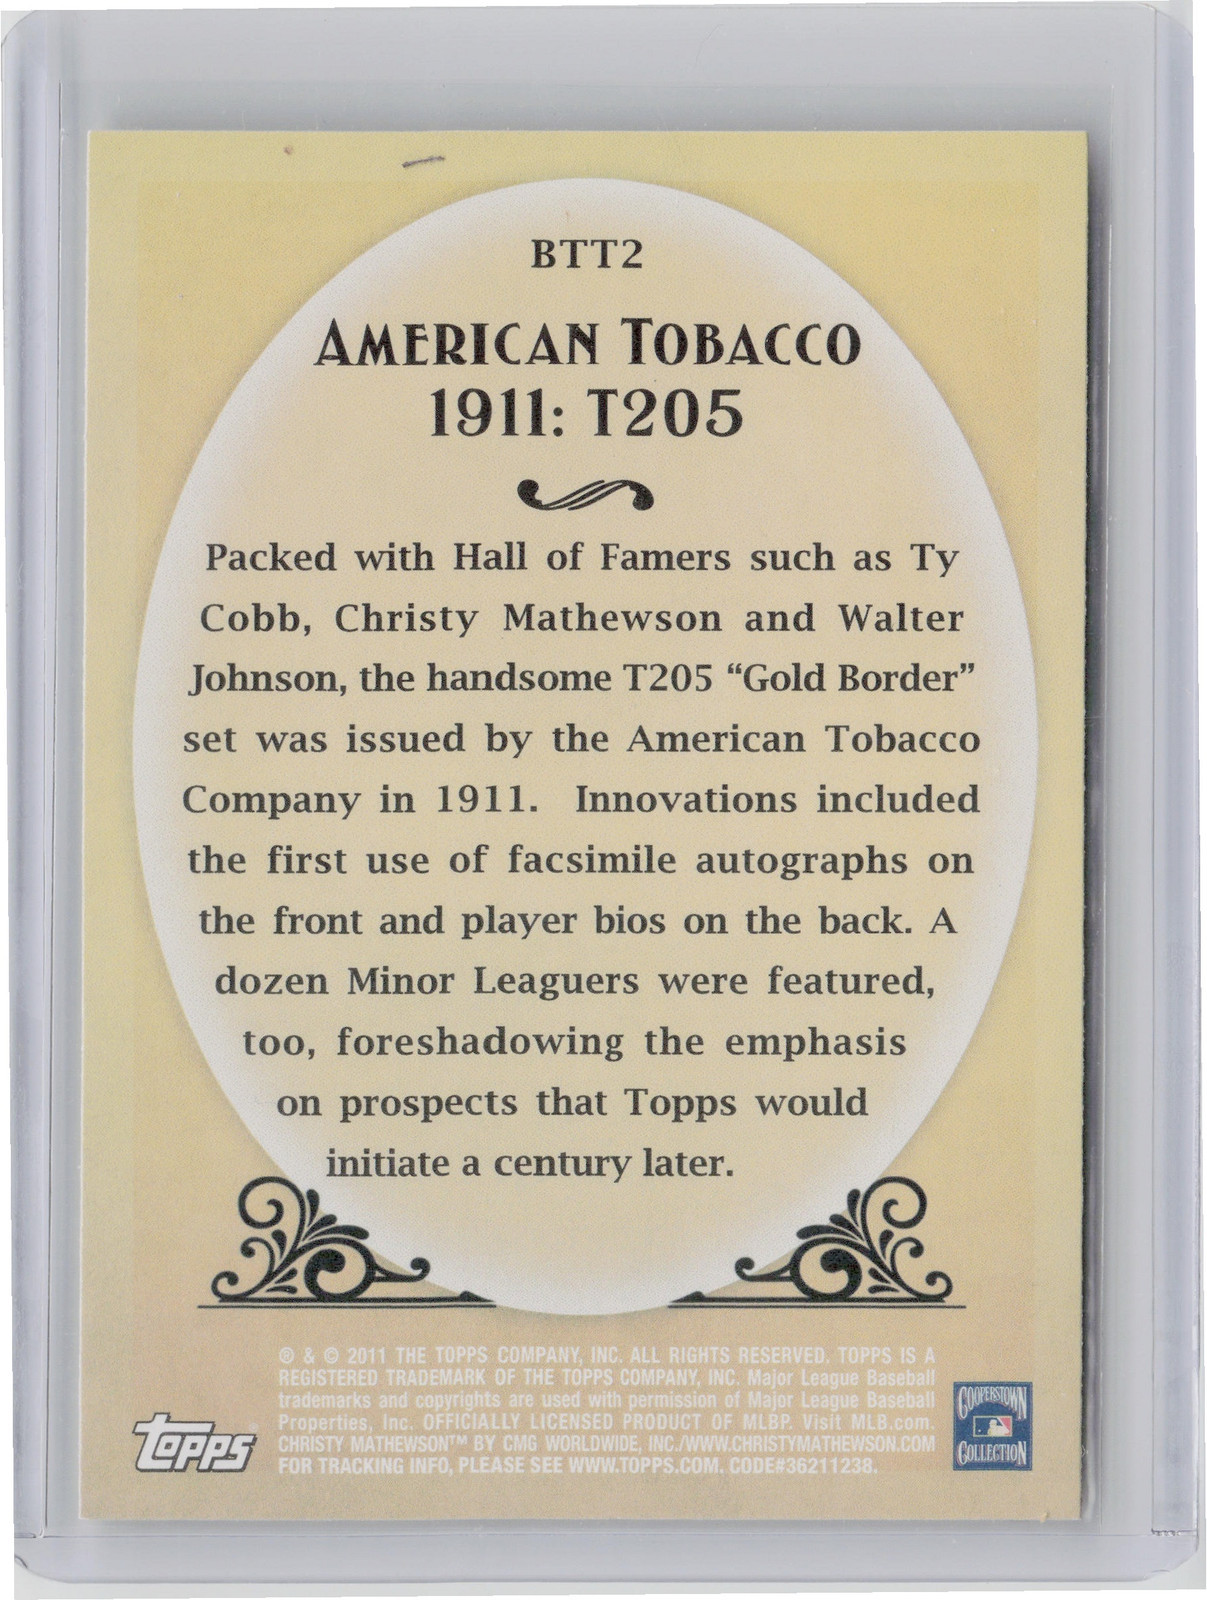 BTT2
AMERICAN TOBACCO
1911: T205
Packed with Hall of Famers such as Ty
Cobb, Christy Mathewson and Walter
Johnson, the handsome T205 “Gold Border”
set was issued by the American Tobacco
Company in 1911. Innovations included
the first use of facsimile autographs on
the front and player bios on the back. A
dozen Minor Leaguers were featured,
too, foreshadowing the emphasis
on prospects that Topps would
initiate a century later.
® & © 2011 THE TOPPS COMPANY, INC. ALL RIGHTS RESERVED. TOPPS IS A
REGISTERED TRADEMARK OF THE TOPPS COMPANY, INC. Major League Baseball
trademarks and copyrights are used with permission of Major League Baseball
Properties, Inc. OFFICIALLY LICENSED PRODUCT OF MLBP. Visit MLB.com.
CHRISTY MATHEWSON™ BY CMG WORLDWIDE, INC./WWW.CHRISTYMATHEWSON.COM
FOR TRACKING INFO, PLEASE SEE WWW.TOPPS.COM. CODE#36211238.
topps®
COOPERSTOWN
COLLECTION